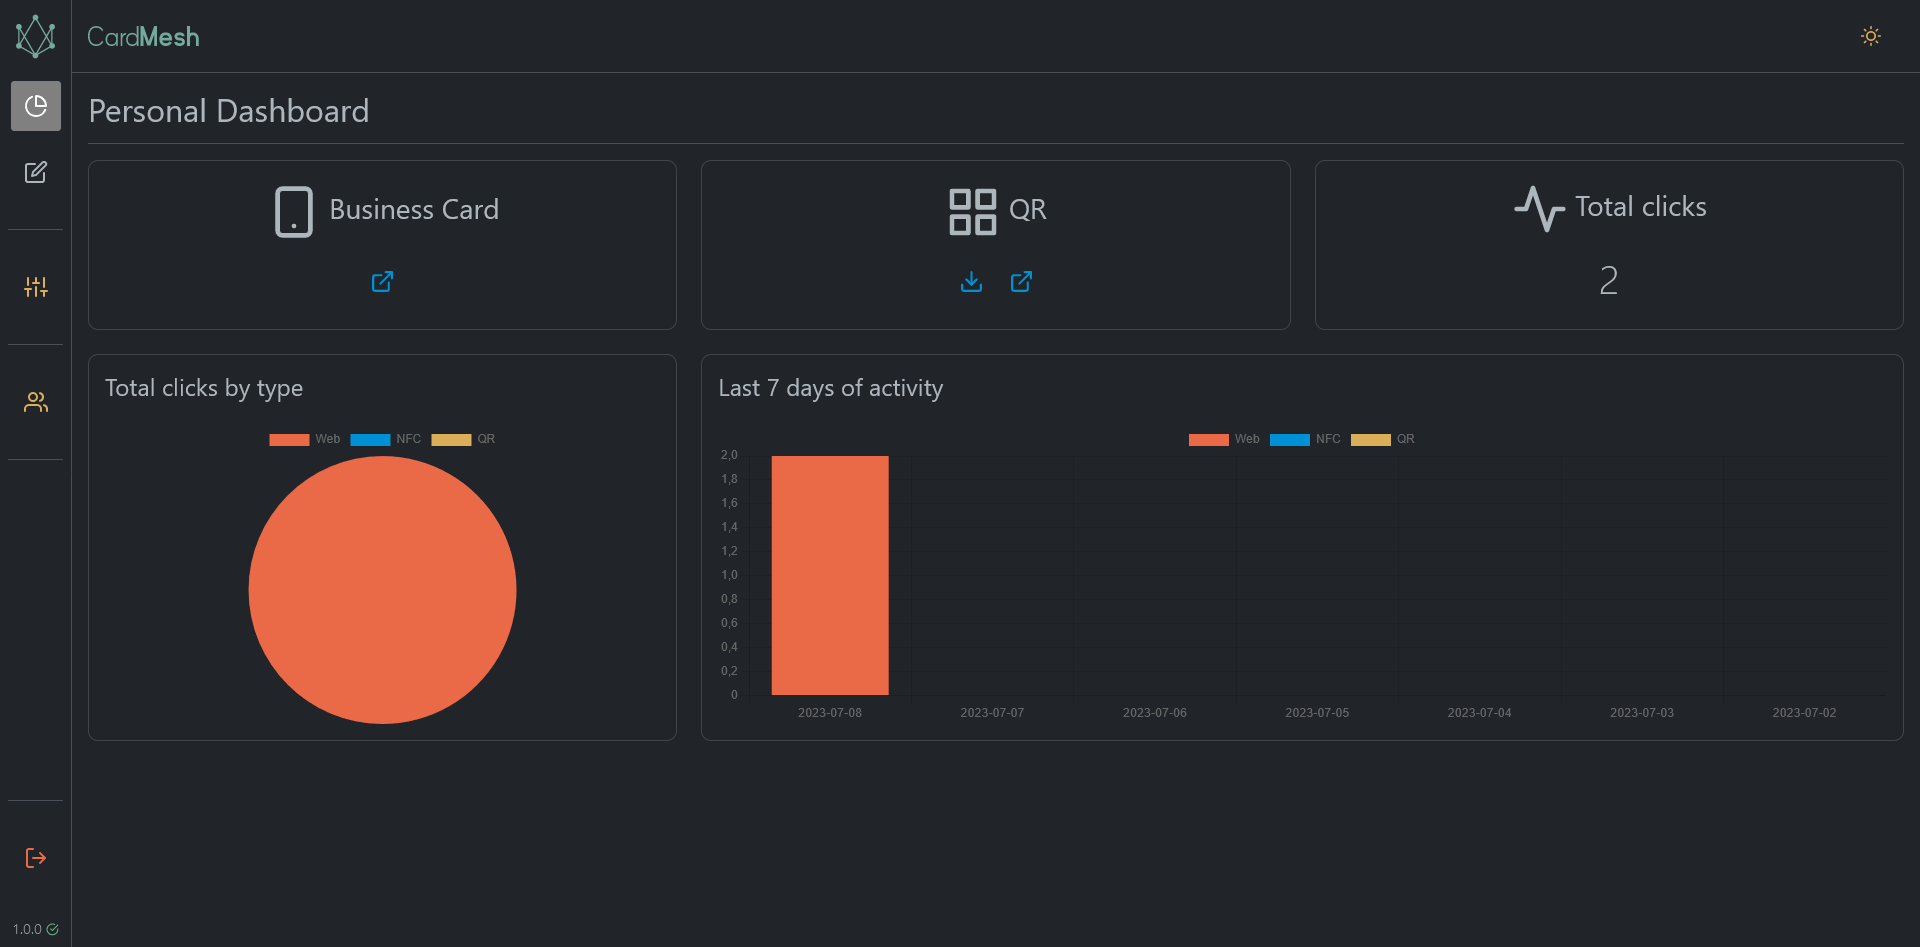 CardMesh
Personal Dashboard
Business Card
QR
Total clicks
2
Total clicks by type
Web NFC QR
Last 7 days of activity
Web NFC QR
2,0
1,8
1,6
1,4
1,2
1,0
0,8
0,6
0,4
0,2
0
2023-07-08 2023-07-07 2023-07-06 2023-07-05 2023-07-04 2023-07-03 2023-07-02
1.0.0